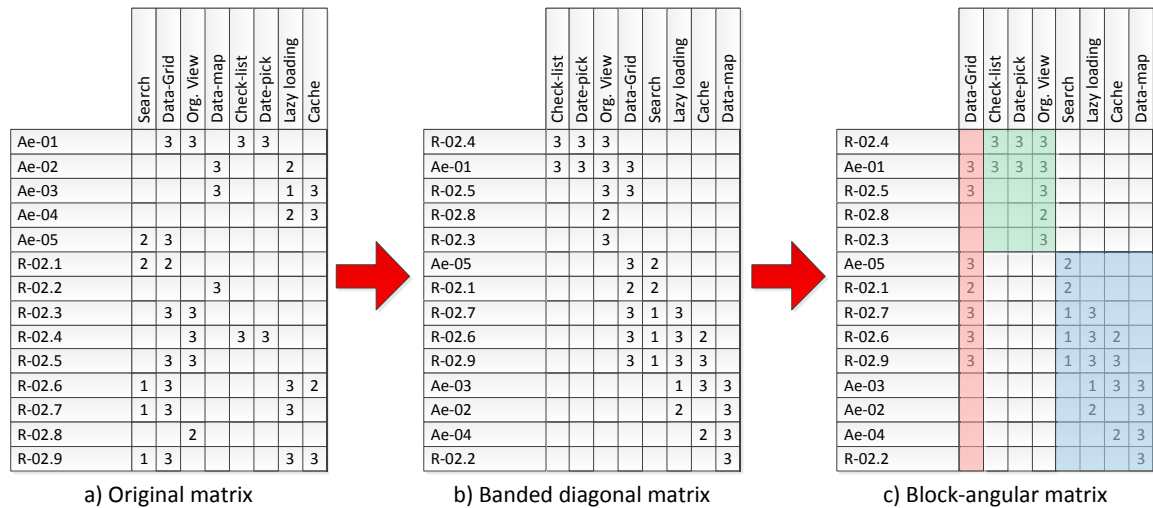 Search Data-Grid Org. View Data-map Check-list Date-pick Lazy loading Cache
Ae-01 3 3 3 3
Ae-02 3 2
Ae-03 3 1 3
Ae-04 2 3
Ae-05 2 3
R-02.1 2 2
R-02.2 3
R-02.3 3 3
R-02.4 3 3 3
R-02.5 3 3
R-02.6 1 3 3 2
R-02.7 1 3 3
R-02.8 2
R-02.9 1 3 3 3
a) Original matrix
Check-list Date-pick Org. View Data-Grid Search Lazy loading Cache Data-map
R-02.4 3 3 3
Ae-01 3 3 3 3
R-02.5 3 3
R-02.8 2
R-02.3 3
Ae-05 3 2
R-02.1 2 2
R-02.7 3 1 3
R-02.6 3 1 3 2
R-02.9 3 1 3 3
Ae-03 1 3 3
Ae-02 2 3
Ae-04 2 3
R-02.2 3
b) Banded diagonal matrix
Data-Grid Check-list Date-pick Org. View Search Lazy loading Cache Data-map
R-02.4 3 3 3
Ae-01 3 3 3 3
R-02.5 3 3
R-02.8 2
R-02.3 3
Ae-05 3 2
R-02.1 2 2
R-02.7 3 1 3
R-02.6 3 1 3 2
R-02.9 3 1 3 3
Ae-03 1 3 3
Ae-02 2 3
Ae-04 2 3
R-02.2 3
c) Block-angular matrix